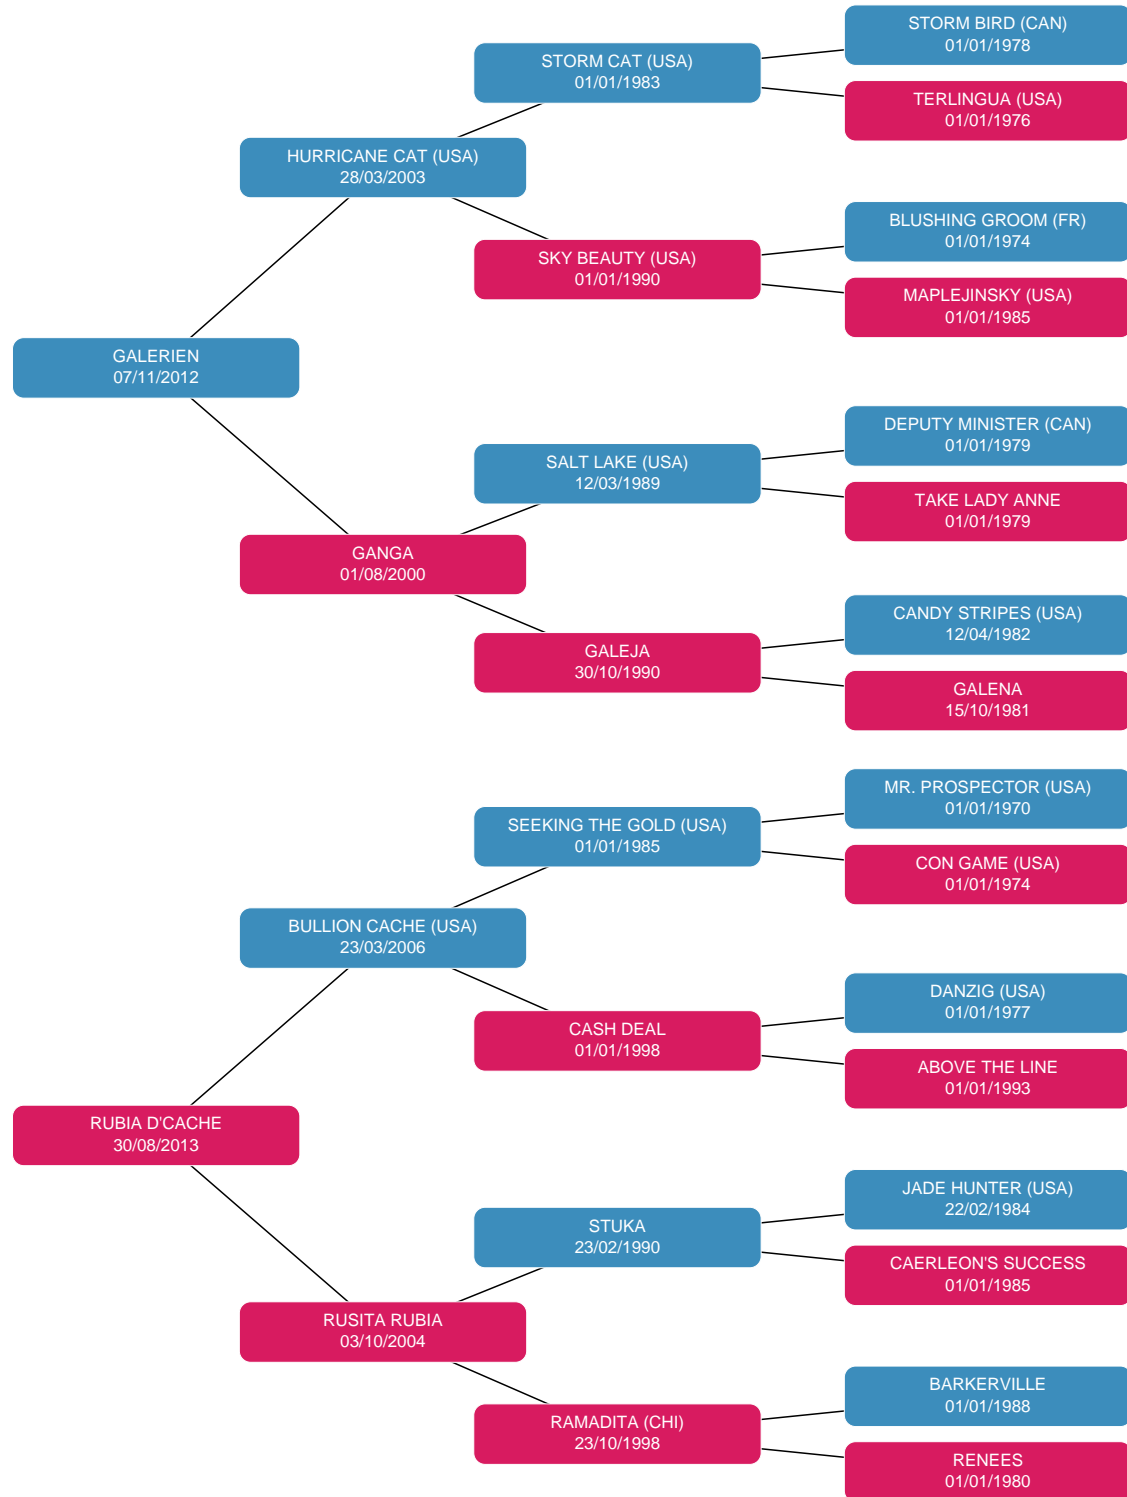 STORM BIRD (CAN)
01/01/1978
STORM CAT (USA)
01/01/1983
TERLINGUA (USA)
01/01/1976
HURRICANE CAT (USA)
28/03/2003
BLUSHING GROOM (FR)
01/01/1974
SKY BEAUTY (USA)
01/01/1990
MAPLEJINSKY (USA)
01/01/1985
GALERIEN
07/11/2012
DEPUTY MINISTER (CAN)
01/01/1979
SALT LAKE (USA)
12/03/1989
TAKE LADY ANNE
01/01/1979
GANGA
01/08/2000
CANDY STRIPES (USA)
12/04/1982
GALEJA
30/10/1990
GALENA
15/10/1981
MR. PROSPECTOR (USA)
01/01/1970
SEEKING THE GOLD (USA)
01/01/1985
CON GAME (USA)
01/01/1974
BULLION CACHE (USA)
23/03/2006
DANZIG (USA)
01/01/1977
CASH DEAL
01/01/1998
ABOVE THE LINE
01/01/1993
RUBIA D'CACHE
30/08/2013
JADE HUNTER (USA)
22/02/1984
STUKA
23/02/1990
CAERLEON'S SUCCESS
01/01/1985
RUSITA RUBIA
03/10/2004
BARKERVILLE
01/01/1988
RAMADITA (CHI)
23/10/1998
RENEES
01/01/1980